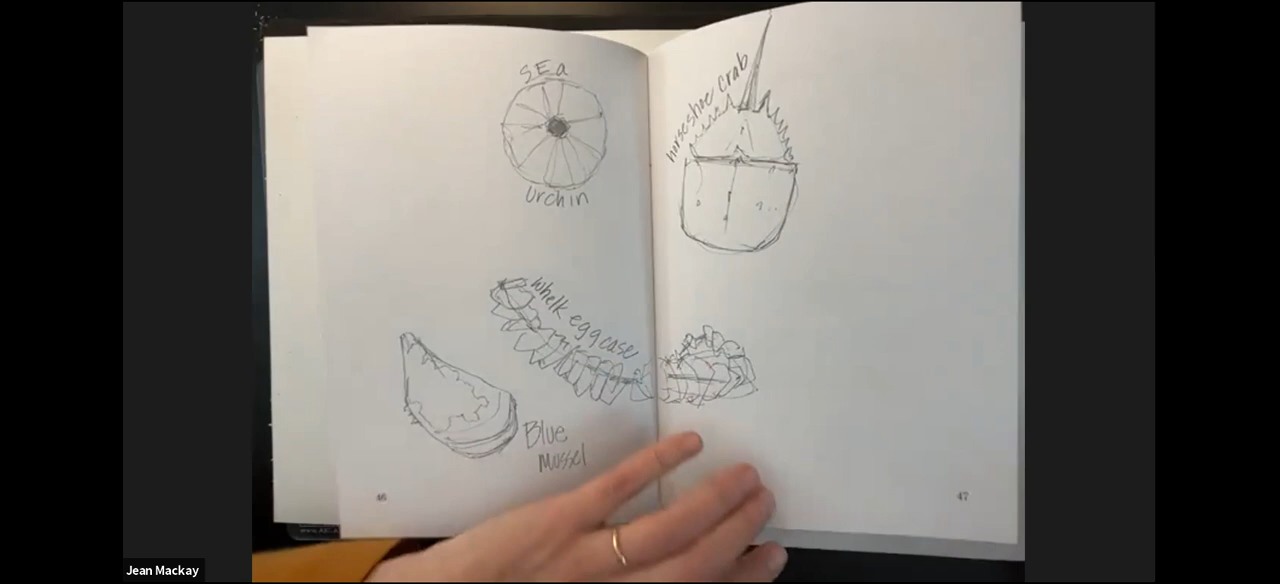 SEa
urchin
horseshoe crab
whelk egg case
Blue
Mussel
46
47
Jean Mackay